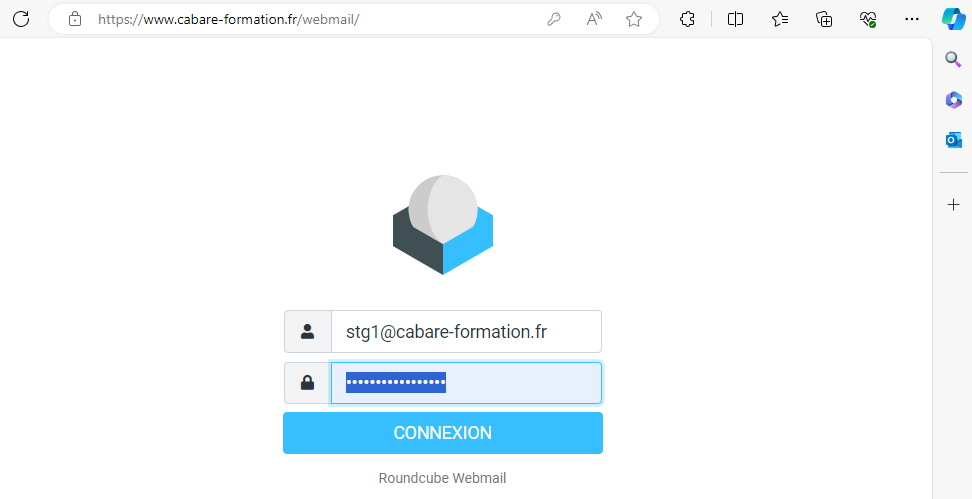 https://www.cabare-formation.fr/webmail/
stg1@cabare-formation.fr
•••••••••••••••••
CONNEXION
Roundcube Webmail